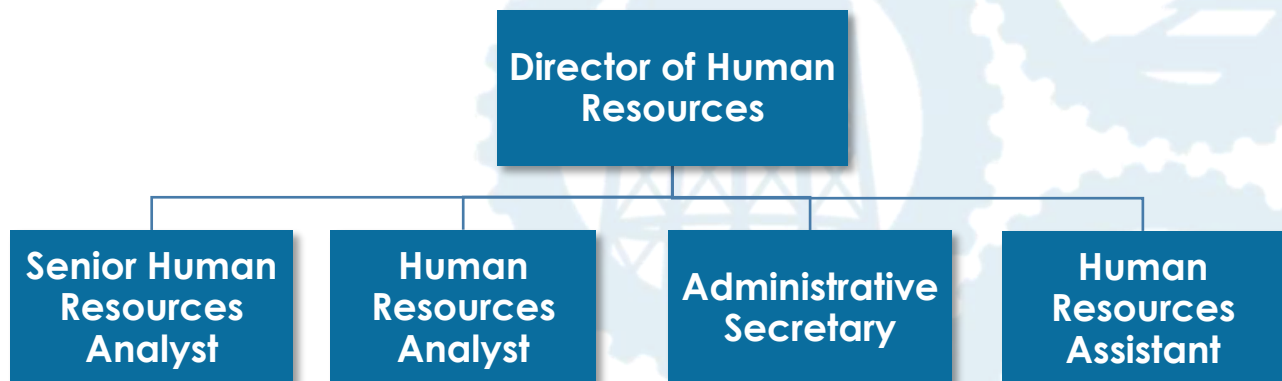 Director of Human
Resources
Senior Human
Resources
Analyst
Human
Resources
Analyst
Administrative
Secretary
Human
Resources
Assistant